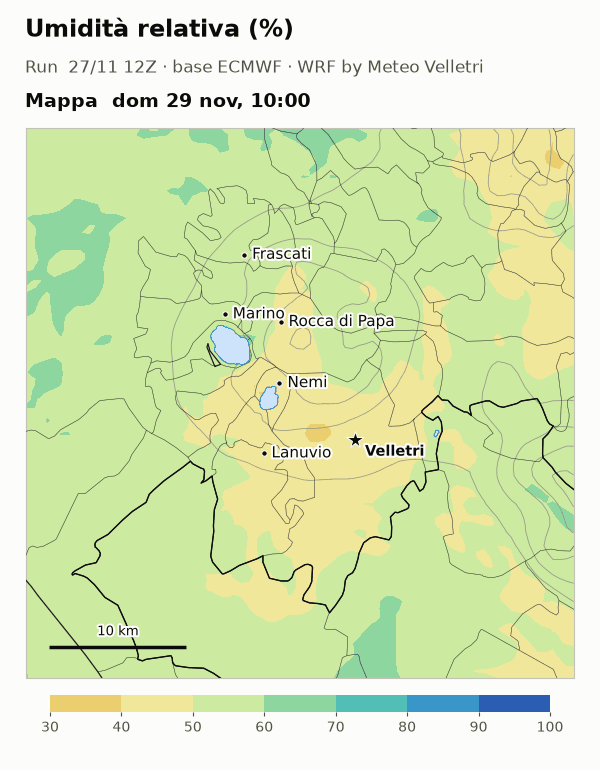 Umidità relativa (%)
Run  27/11 12Z · base ECMWF · WRF by Meteo Velletri
Mappa  dom 29 nov, 10:00
Frascati
Marino
Rocca di Papa
Nemi
Velletri
Lanuvio
10 km
30 40 50 60 70 80 90 100